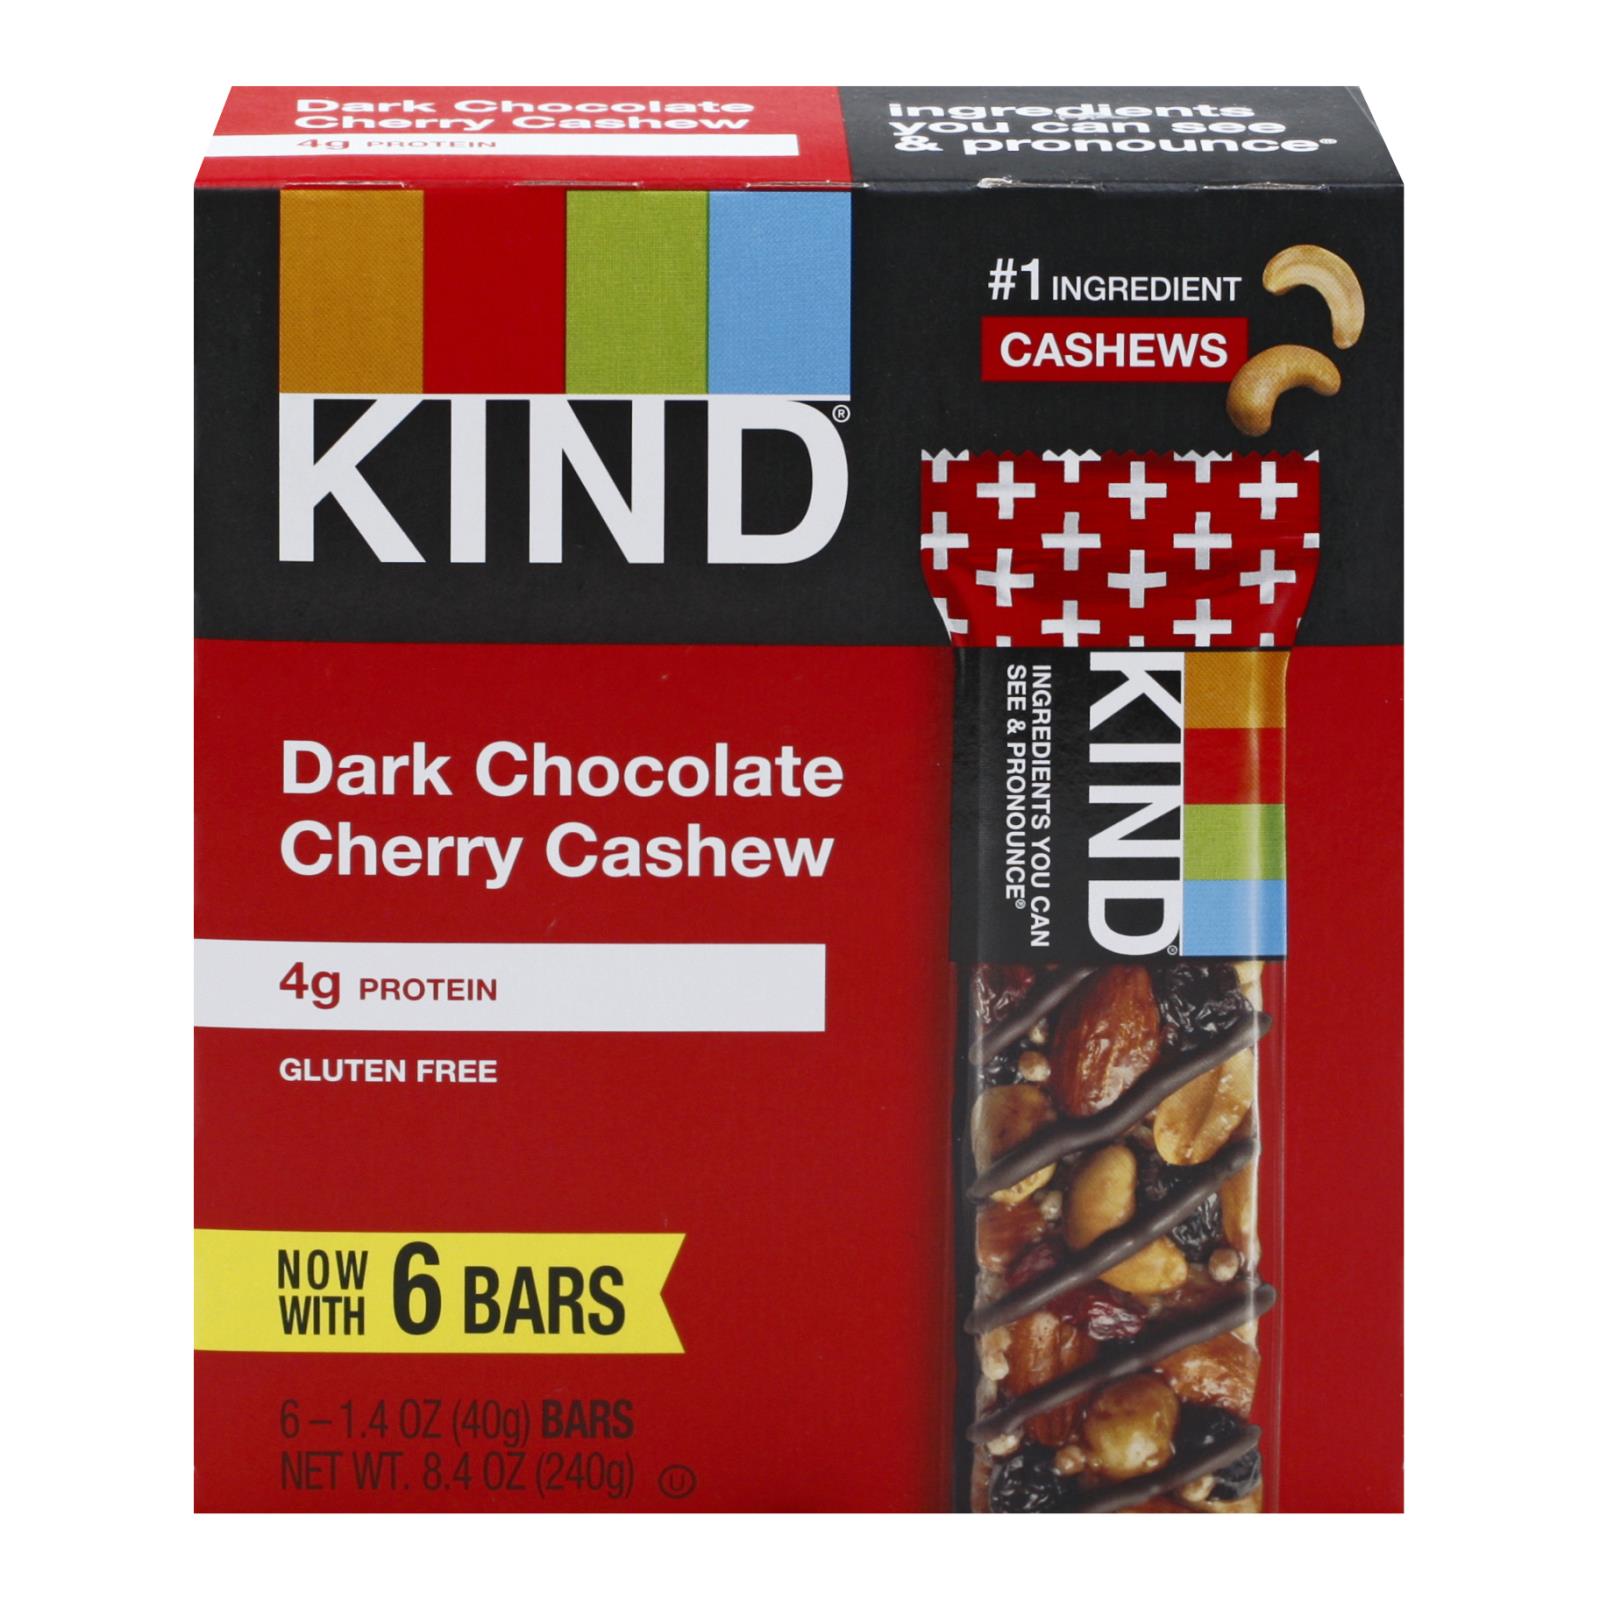 Dark Chocolate
Cherry Cashew
4g PROTEIN
ingredients
you can see
& pronounce®
KIND®
#1 INGREDIENT
CASHEWS
KIND®
INGREDIENTS YOU CAN
SEE & PRONOUNCE®
Dark Chocolate
Cherry Cashew
4g PROTEIN
GLUTEN FREE
NOW
WITH 6 BARS
6 – 1.4 OZ (40g) BARS
NET WT. 8.4 OZ (240g) U